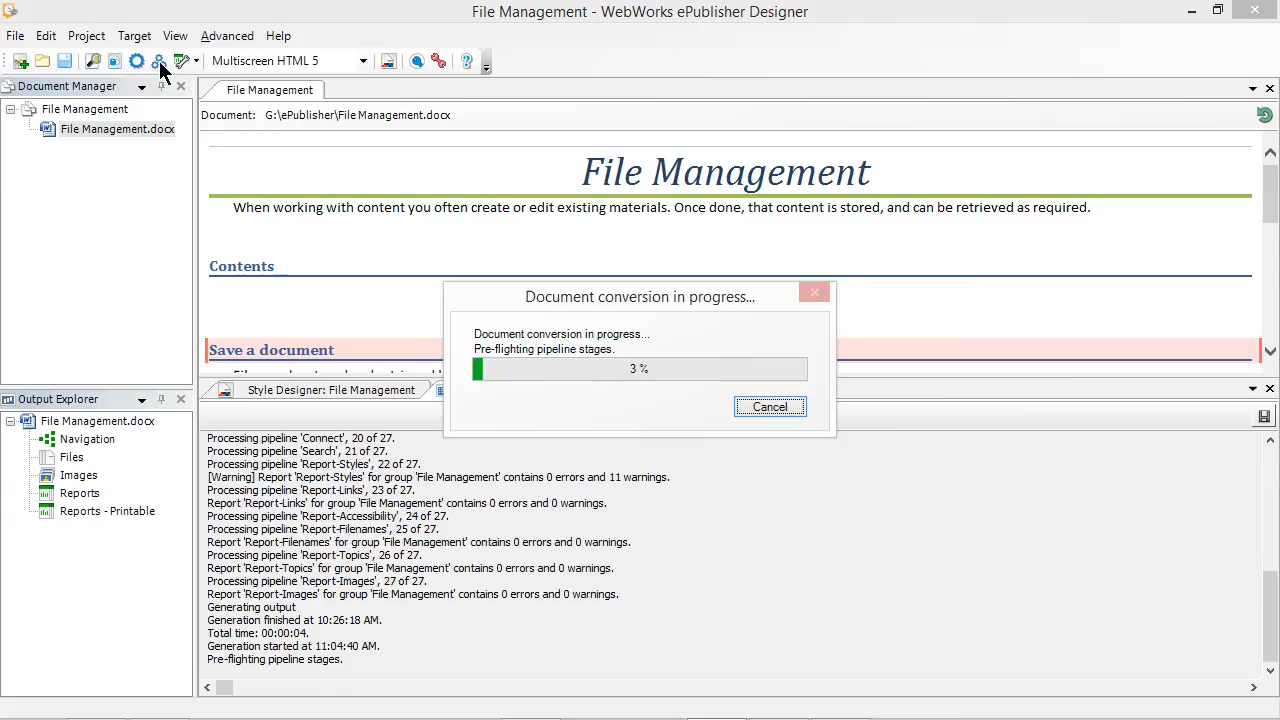 File Management - WebWorks ePublisher Designer
File Edit Project Target View Advanced Help
Multiscreen HTML 5
Document Manager
File Management
File Management.docx
File Management
Document: G:\ePublisher\File Management.docx
File Management
When working with content you often create or edit existing materials. Once done, that content is stored, and can be retrieved as required.
Contents
Save a document
Document conversion in progress...
Document conversion in progress...
Pre-flighting pipeline stages.
3 %
Cancel
Output Explorer
File Management.docx
Navigation
Files
Images
Reports
Reports - Printable
Style Designer: File Management
Processing pipeline 'Connect', 20 of 27.
Processing pipeline 'Search', 21 of 27.
Processing pipeline 'Report-Styles', 22 of 27.
[Warning] Report 'Report-Styles' for group 'File Management' contains 0 errors and 11 warnings.
Processing pipeline 'Report-Links', 23 of 27.
Report 'Report-Links' for group 'File Management' contains 0 errors and 0 warnings.
Processing pipeline 'Report-Accessibility', 24 of 27.
Processing pipeline 'Report-Filenames', 25 of 27.
Report 'Report-Filenames' for group 'File Management' contains 0 errors and 0 warnings.
Processing pipeline 'Report-Topics', 26 of 27.
Report 'Report-Topics' for group 'File Management' contains 0 errors and 0 warnings.
Processing pipeline 'Report-Images', 27 of 27.
Report 'Report-Images' for group 'File Management' contains 0 errors and 0 warnings.
Generating output
Generation finished at 10:26:18 AM.
Total time: 00:00:04.
Generation started at 11:04:40 AM.
Pre-flighting pipeline stages.